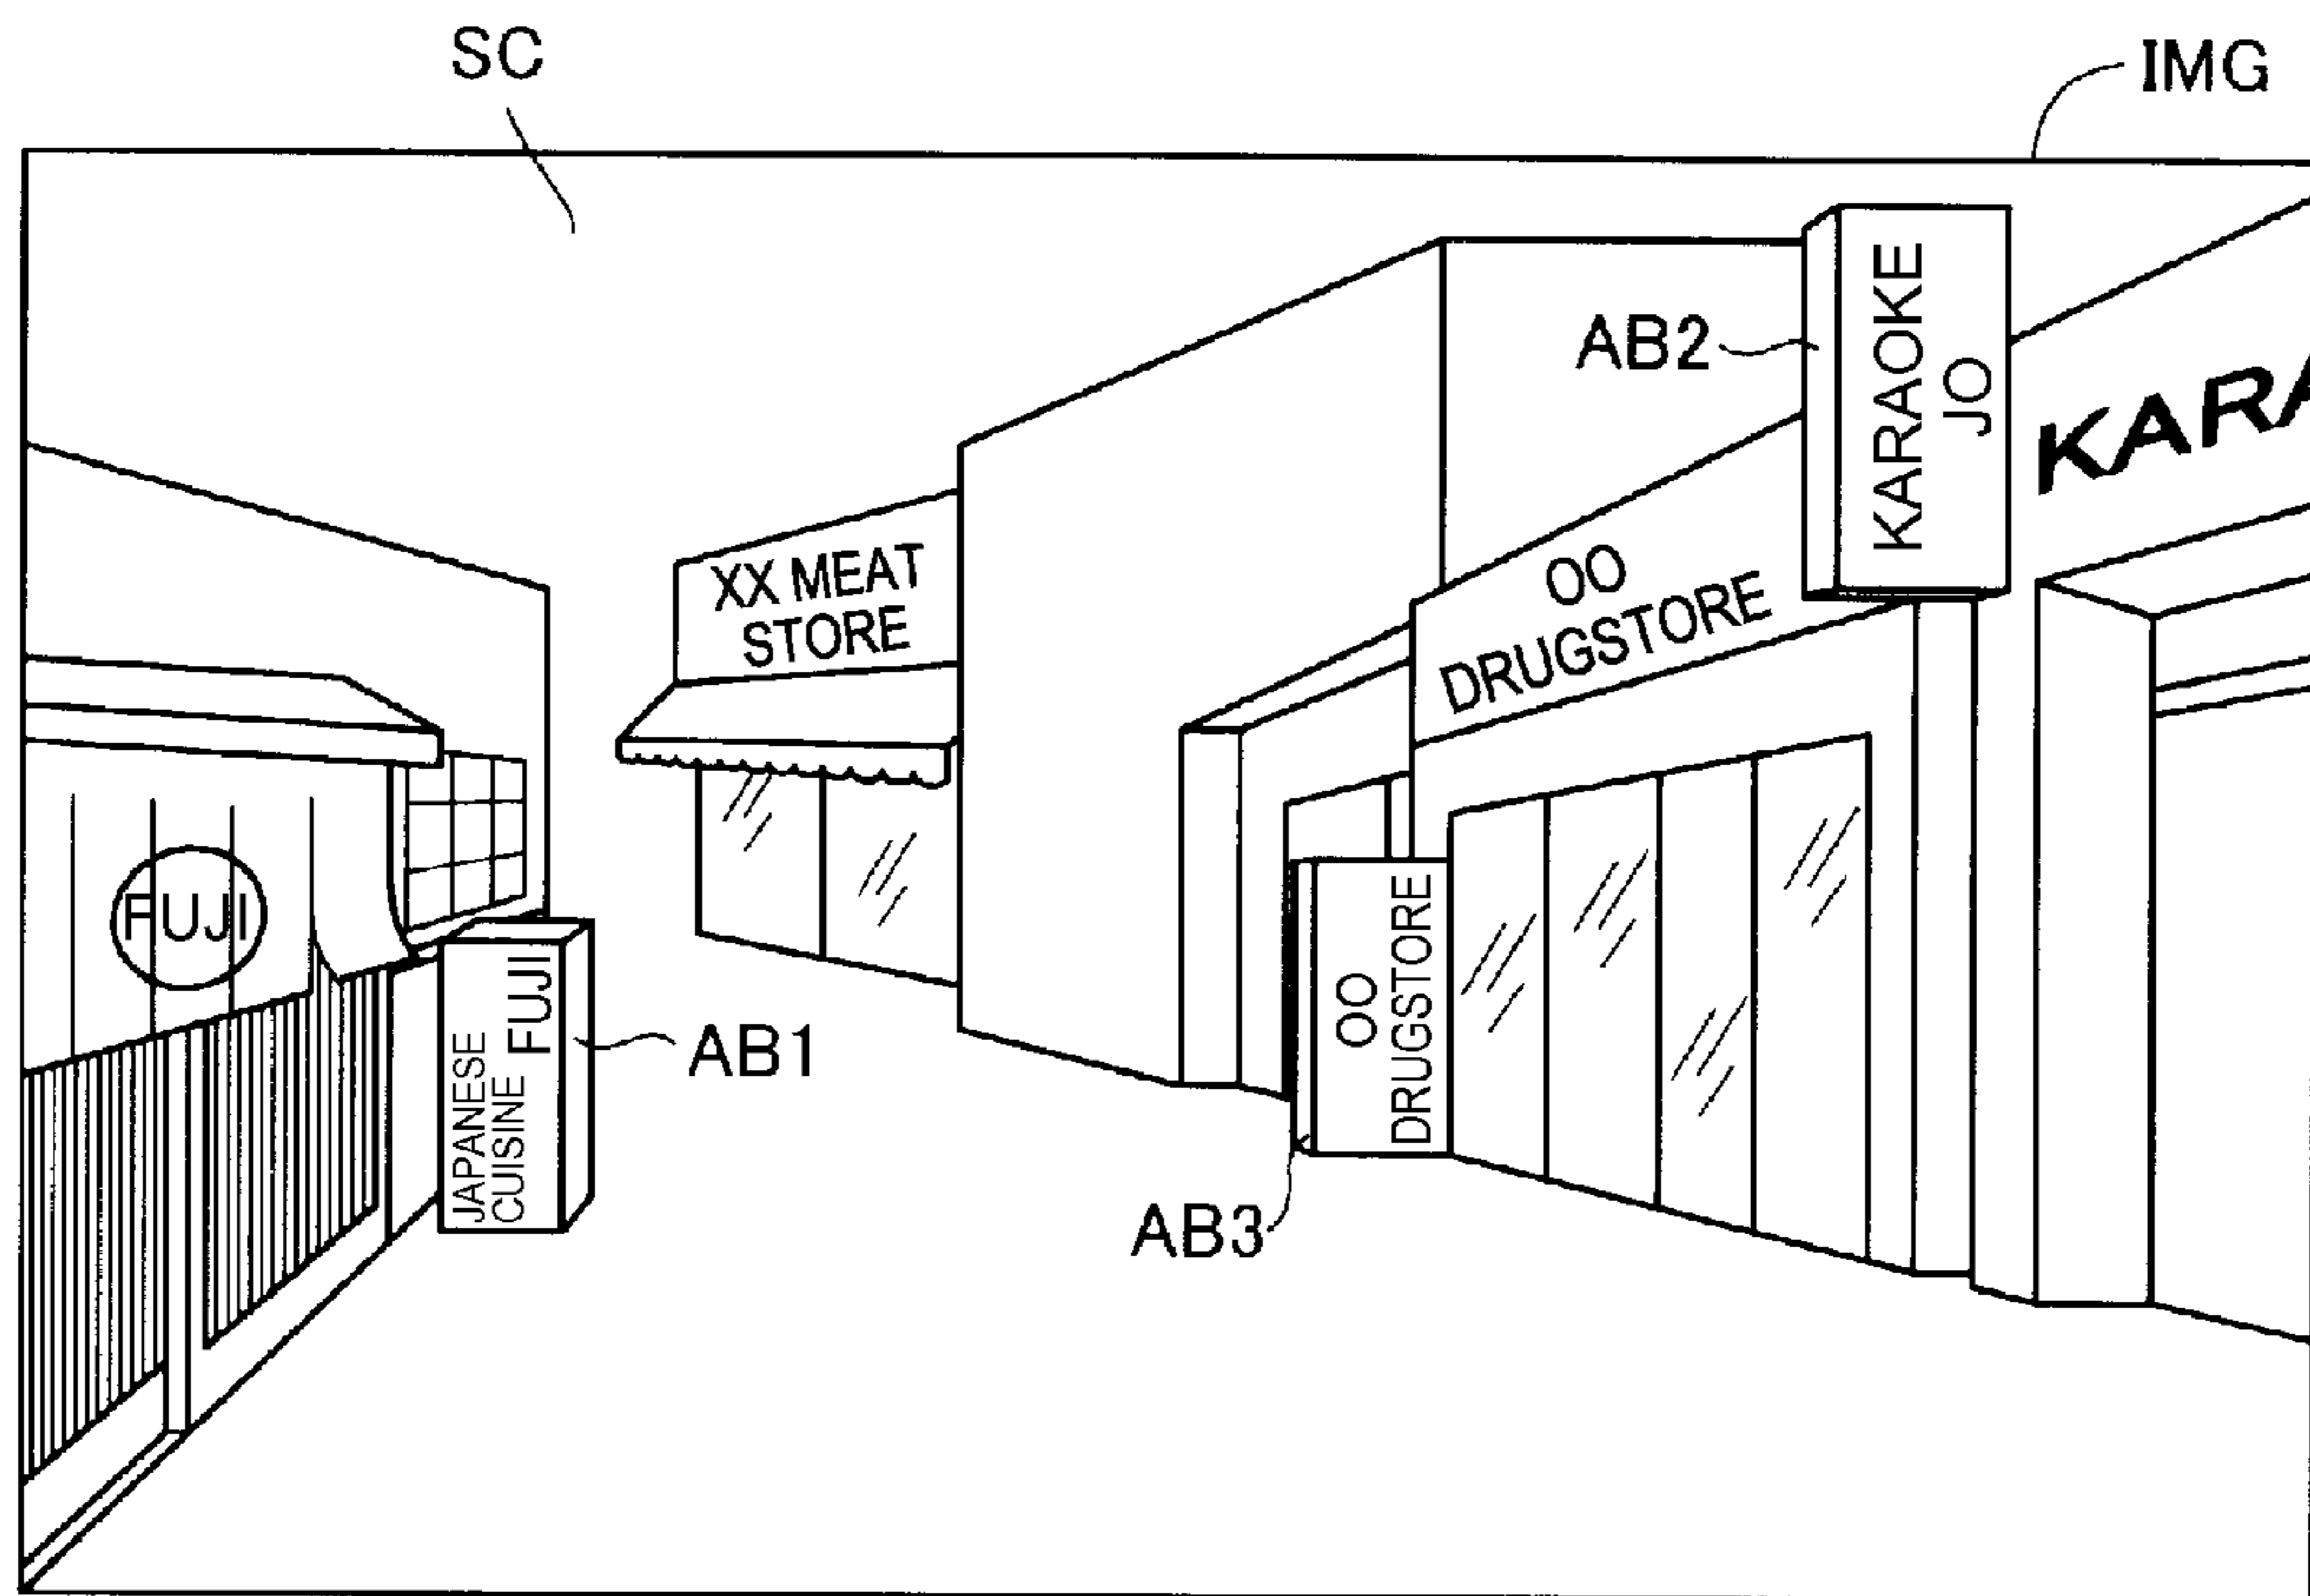 SC
IMG
AB2
KARAOKE
JO
KARA
XX MEAT
STORE
OO
DRUGSTORE
FUJI
JAPANESE
CUISINE
FUJI
AB1
OO
DRUGSTORE
AB3